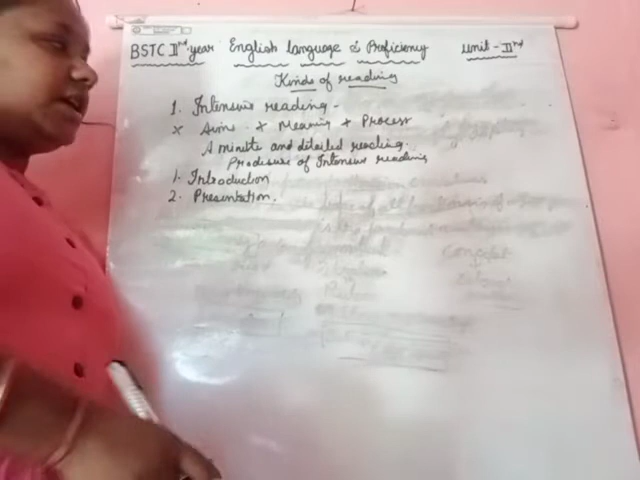 BSTC IInd year English language & Proficiency Unit - IInd
Kinds of reading
1. Intensive reading -
x Aims x Meaning x Process
A minute and detailed reading.
Prodesure of Intensive reading
1. Introduction
2. Presentation.